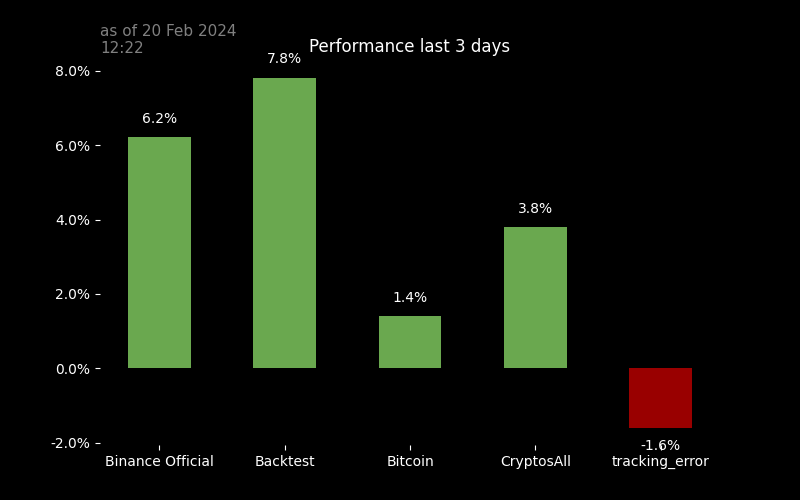 as of 20 Feb 2024
12:22
Performance last 3 days
8.0%
6.0%
4.0%
2.0%
0.0%
-2.0%
6.2%
7.8%
1.4%
3.8%
-1.6%
Binance Official
Backtest
Bitcoin
CryptosAll
tracking_error